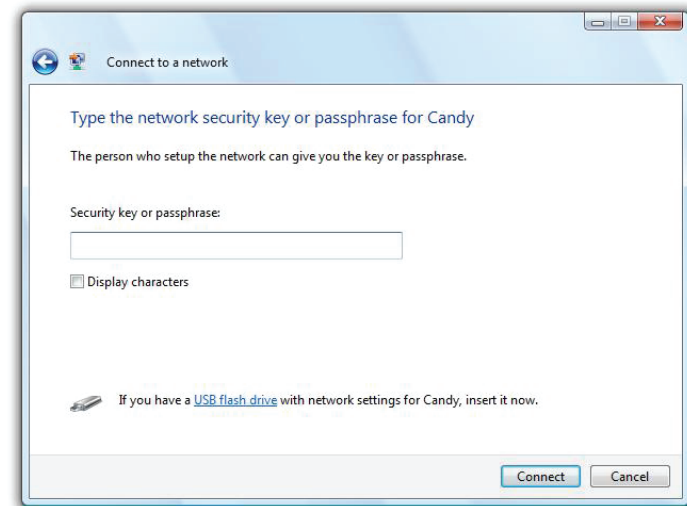 Connect to a network
Type the network security key or passphrase for Candy
The person who setup the network can give you the key or passphrase.
Security key or passphrase:
Display characters
If you have a USB flash drive with network settings for Candy, insert it now.
Connect
Cancel